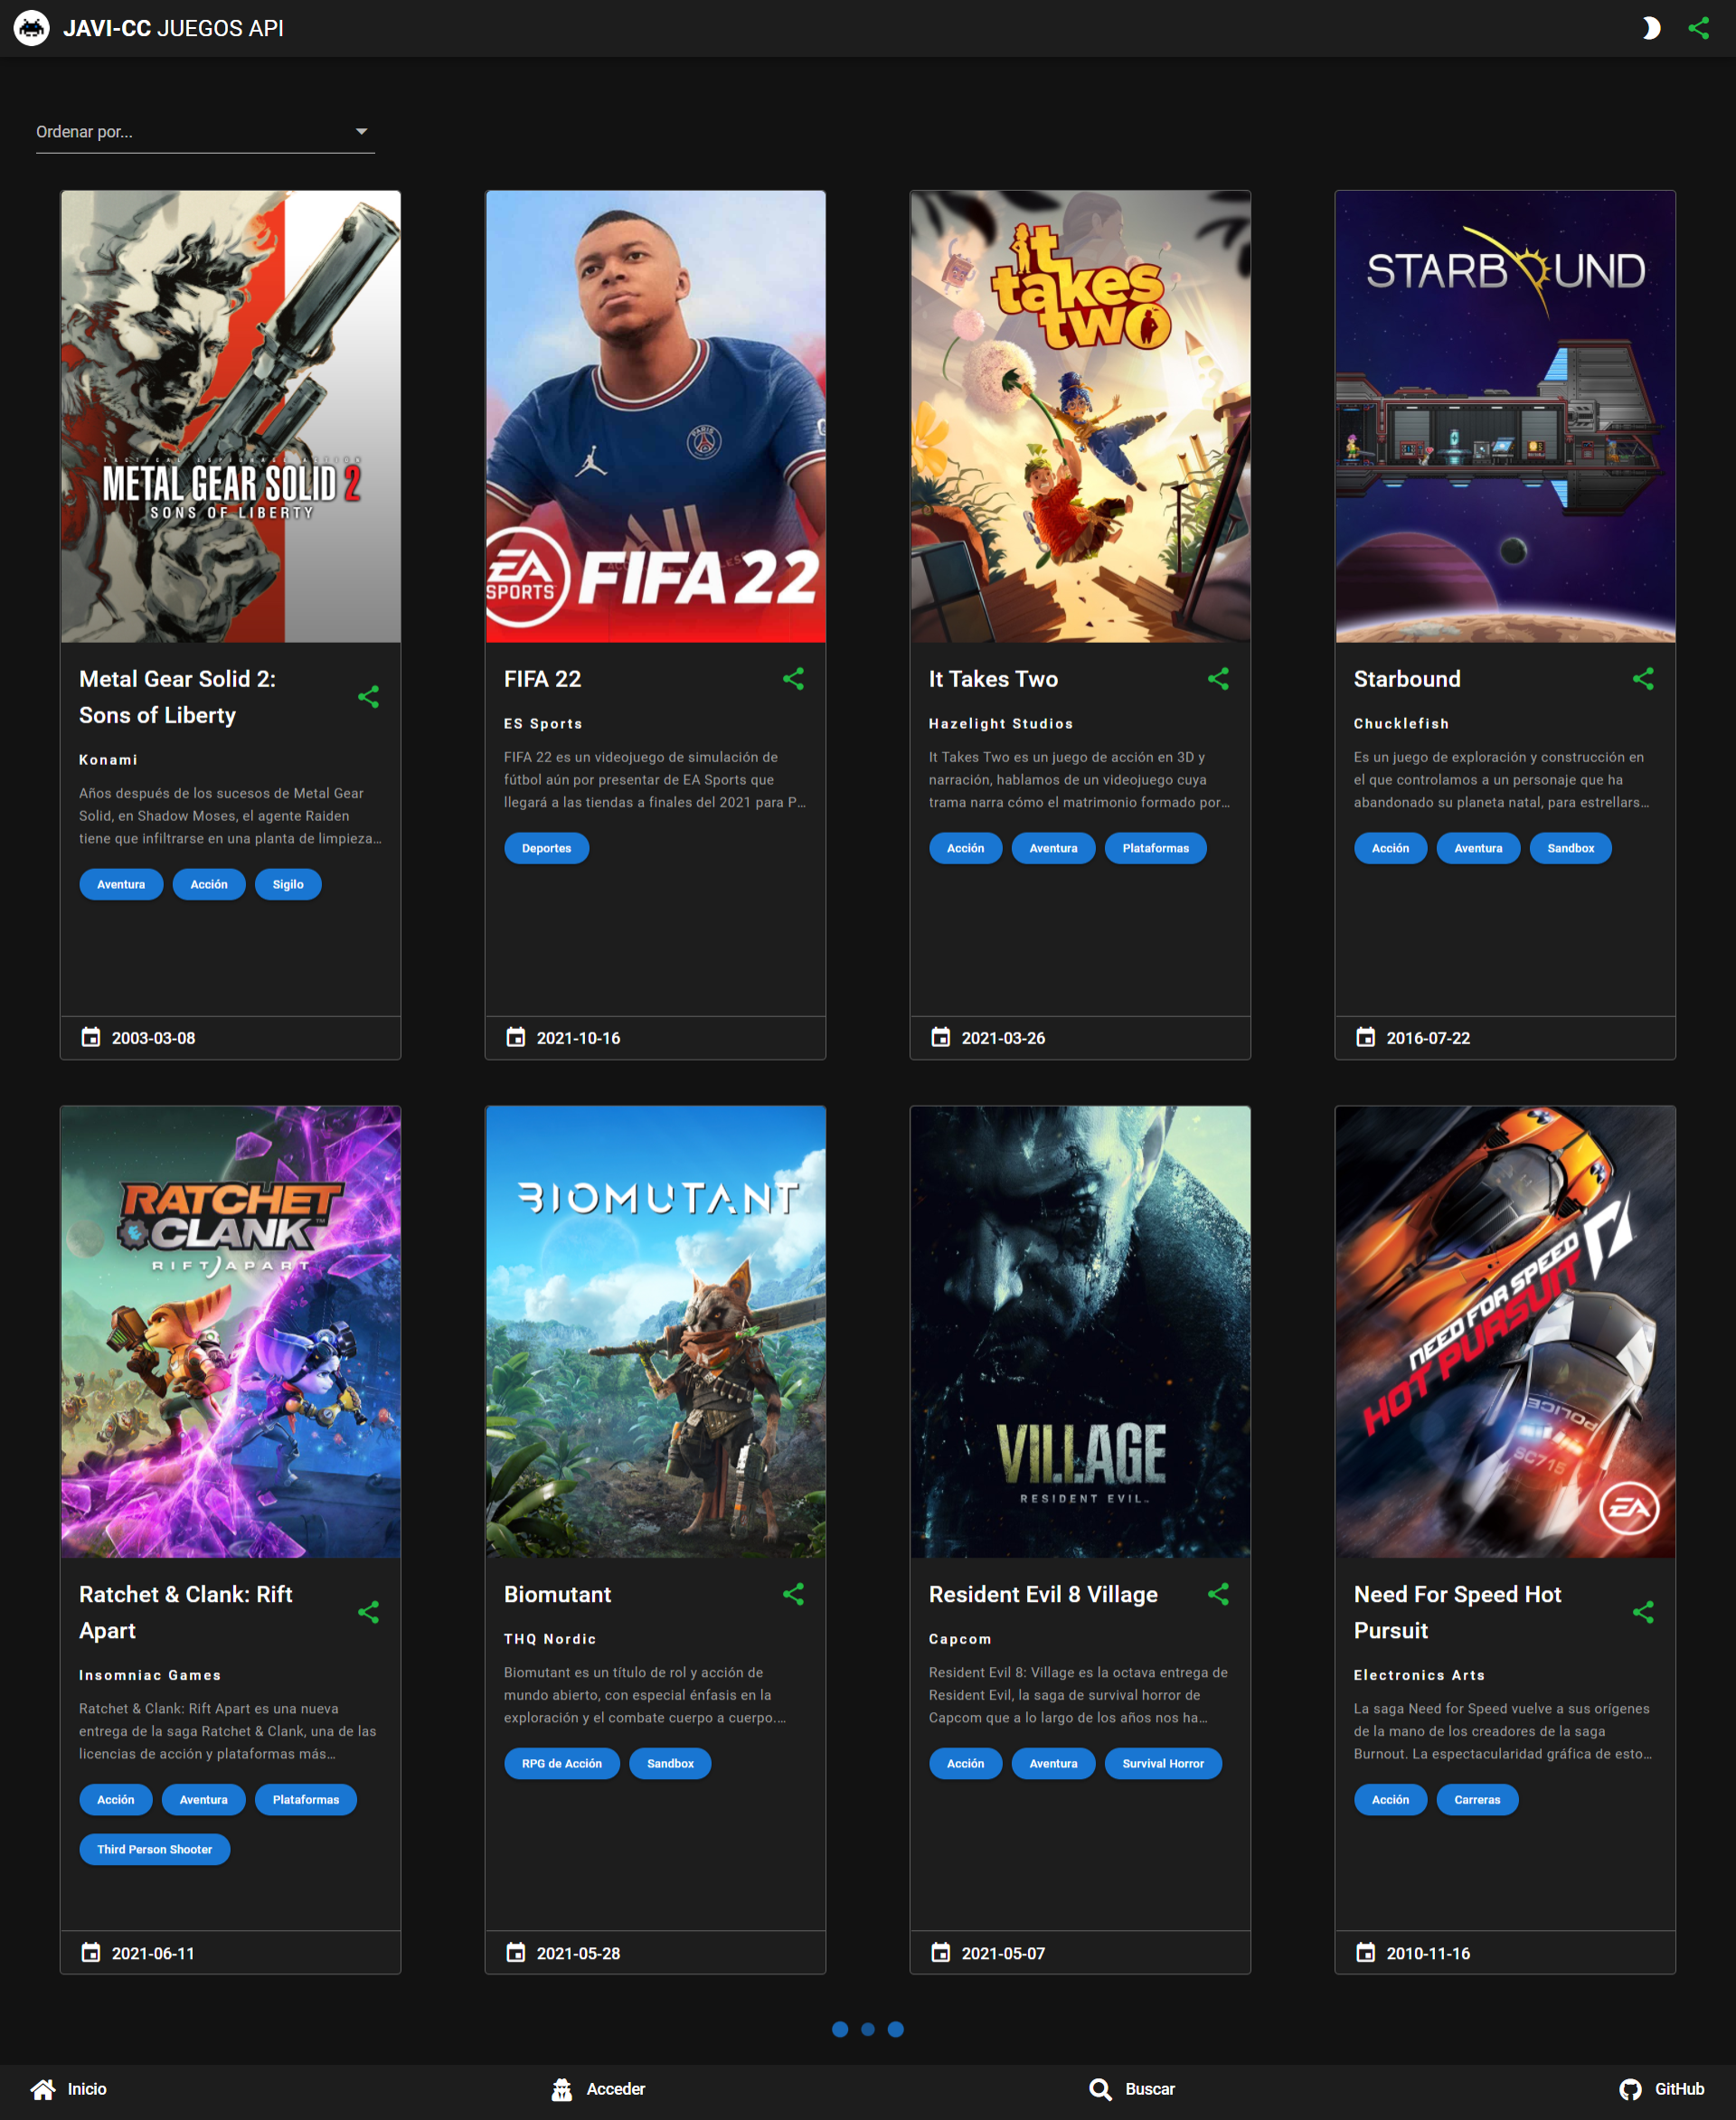 JAVI-CC JUEGOS API
Ordenar por...
TACTICAL ESPIONAGE ACTION
METAL GEAR SOLID 2
SONS OF LIBERTY
Metal Gear Solid 2:
Sons of Liberty
Konami
Años después de los sucesos de Metal Gear
Solid, en Shadow Moses, el agente Raiden
tiene que infiltrarse en una planta de limpieza...
Aventura
Acción
Sigilo
2003-03-08
PARIS
EA
SPORTS
FIFA 22
FIFA 22
ES Sports
FIFA 22 es un videojuego de simulación de
fútbol aún por presentar de EA Sports que
llegará a las tiendas a finales del 2021 para P...
Deportes
2021-10-16
it
takes
two
It Takes Two
Hazelight Studios
It Takes Two es un juego de acción en 3D y
narración, hablamos de un videojuego cuya
trama narra cómo el matrimonio formado por...
Acción
Aventura
Plataformas
2021-03-26
STARBOUND
Starbound
Chucklefish
Es un juego de exploración y construcción en
el que controlamos a un personaje que ha
abandonado su planeta natal, para estrellars...
Acción
Aventura
Sandbox
2016-07-22
RATCHET
CLANK™
RIFT APART
Ratchet & Clank: Rift
Apart
Insomniac Games
Ratchet & Clank: Rift Apart es una nueva
entrega de la saga Ratchet & Clank, una de las
licencias de acción y plataformas más...
Acción
Aventura
Plataformas
Third Person Shooter
2021-06-11
BIOMUTANT
Biomutant
THQ Nordic
Biomutant es un título de rol y acción de
mundo abierto, con especial énfasis en la
exploración y el combate cuerpo a cuerpo....
RPG de Acción
Sandbox
2021-05-28
VILLAGE
RESIDENT EVIL™
Resident Evil 8 Village
Capcom
Resident Evil 8: Village es la octava entrega de
Resident Evil, la saga de survival horror de
Capcom que a lo largo de los años nos ha...
Acción
Aventura
Survival Horror
2021-05-07
NEED FOR SPEED
HOT PURSUIT
POLICE
SC715
EA
Need For Speed Hot
Pursuit
Electronics Arts
La saga Need for Speed vuelve a sus orígenes
de la mano de los creadores de la saga
Burnout. La espectacularidad gráfica de esto...
Acción
Carreras
2010-11-16
Inicio
Acceder
Buscar
GitHub